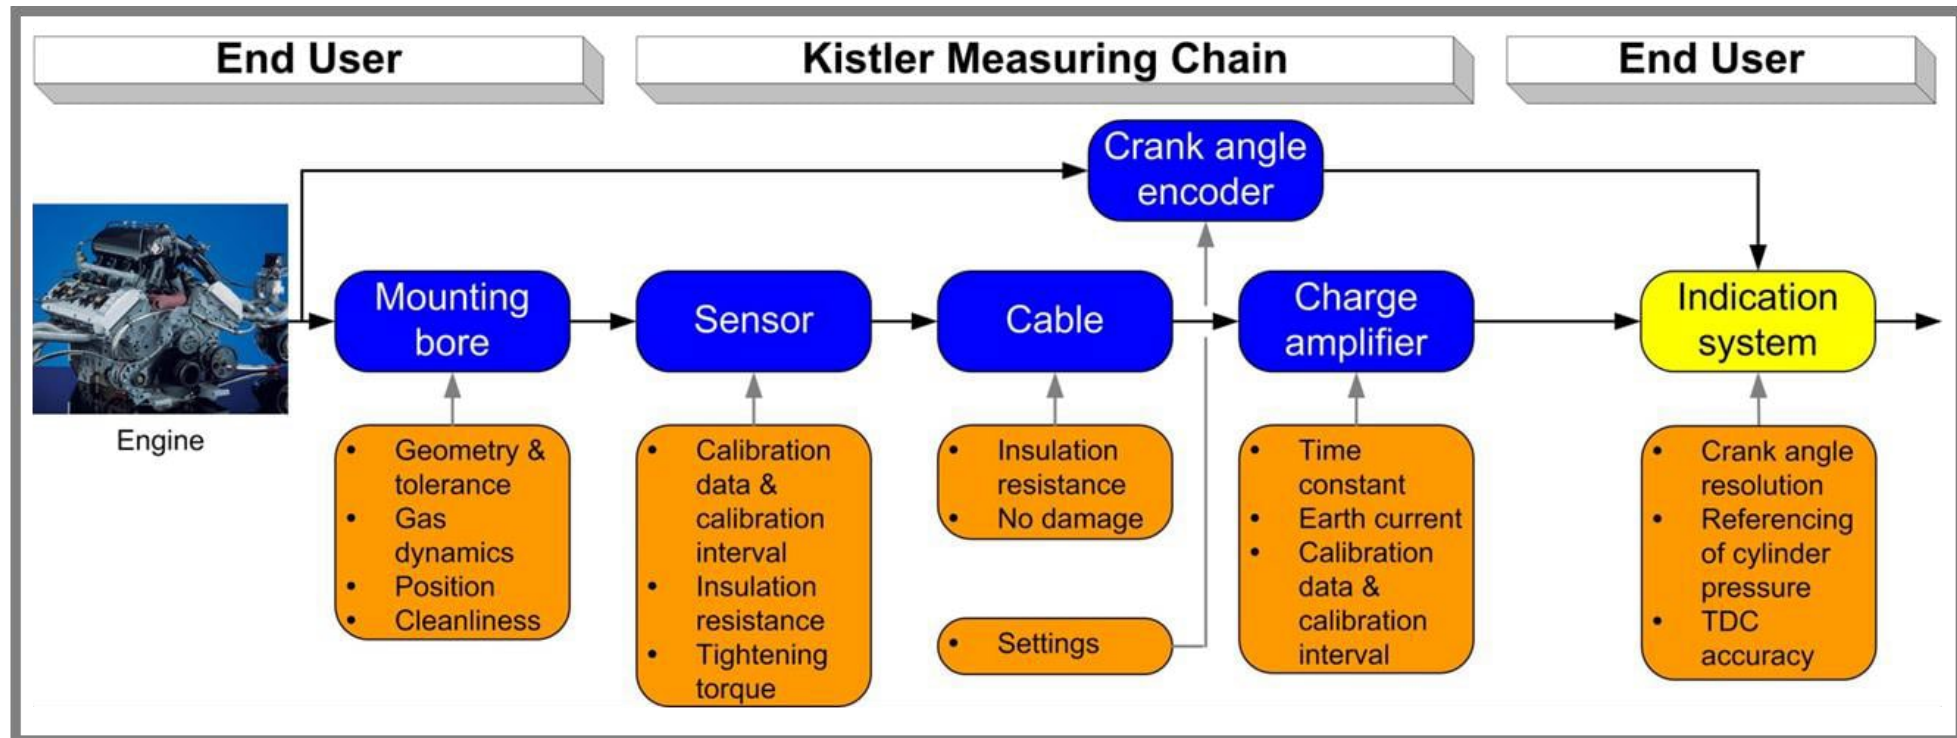 End User
Kistler Measuring Chain
End User
Crank angle
encoder
Mounting
bore
Sensor
Cable
Charge
amplifier
Indication
system
Engine
• Geometry &
tolerance
• Gas
dynamics
• Position
• Cleanliness
• Calibration
data &
calibration
interval
• Insulation
resistance
• Tightening
torque
• Insulation
resistance
• No damage
• Settings
• Time
constant
• Earth current
• Calibration
data &
calibration
interval
• Crank angle
resolution
• Referencing
of cylinder
pressure
• TDC
accuracy